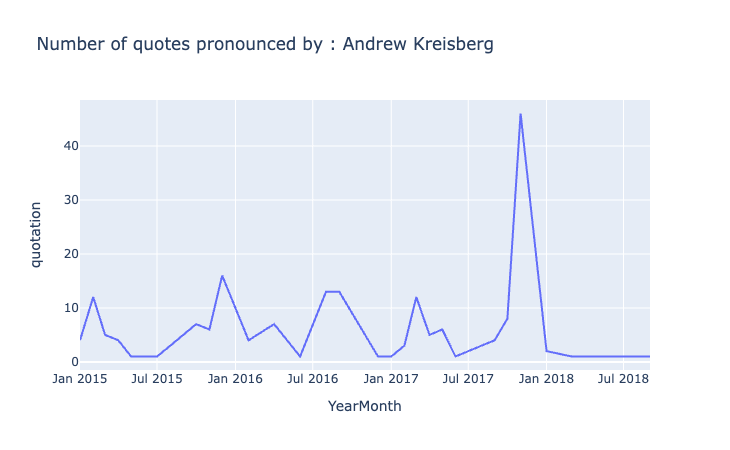 Number of quotes pronounced by : Andrew Kreisberg
quotation
40
30
20
10
0
Jan 2015 Jul 2015 Jan 2016 Jul 2016 Jan 2017 Jul 2017 Jan 2018 Jul 2018
YearMonth